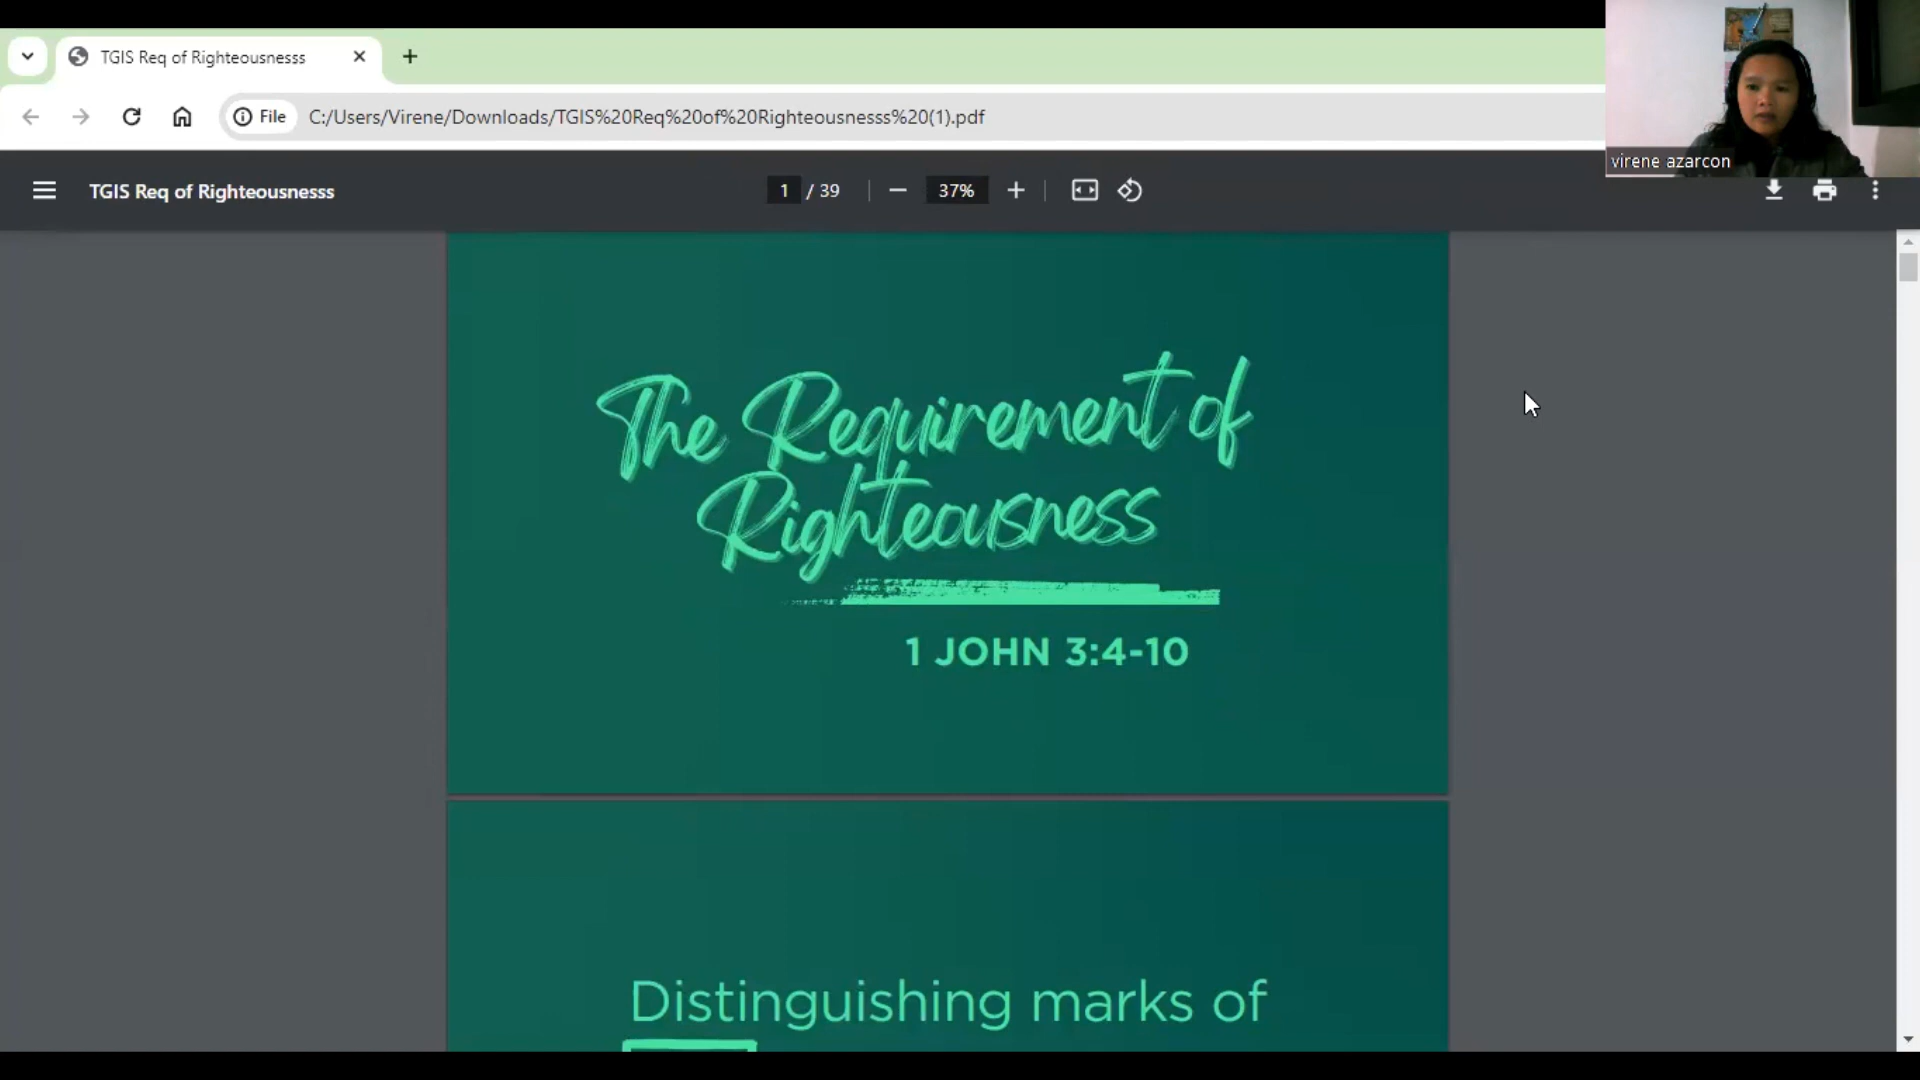 TGIS Req of Righteousnesss
File
C:/Users/Virene/Downloads/TGIS%20Req%20of%20Righteousnesss%20(1).pdf
virene azarcon
TGIS Req of Righteousnesss
1 / 39
37%
The Requirement of
Righteousness
1 JOHN 3:4-10
Distinguishing marks of